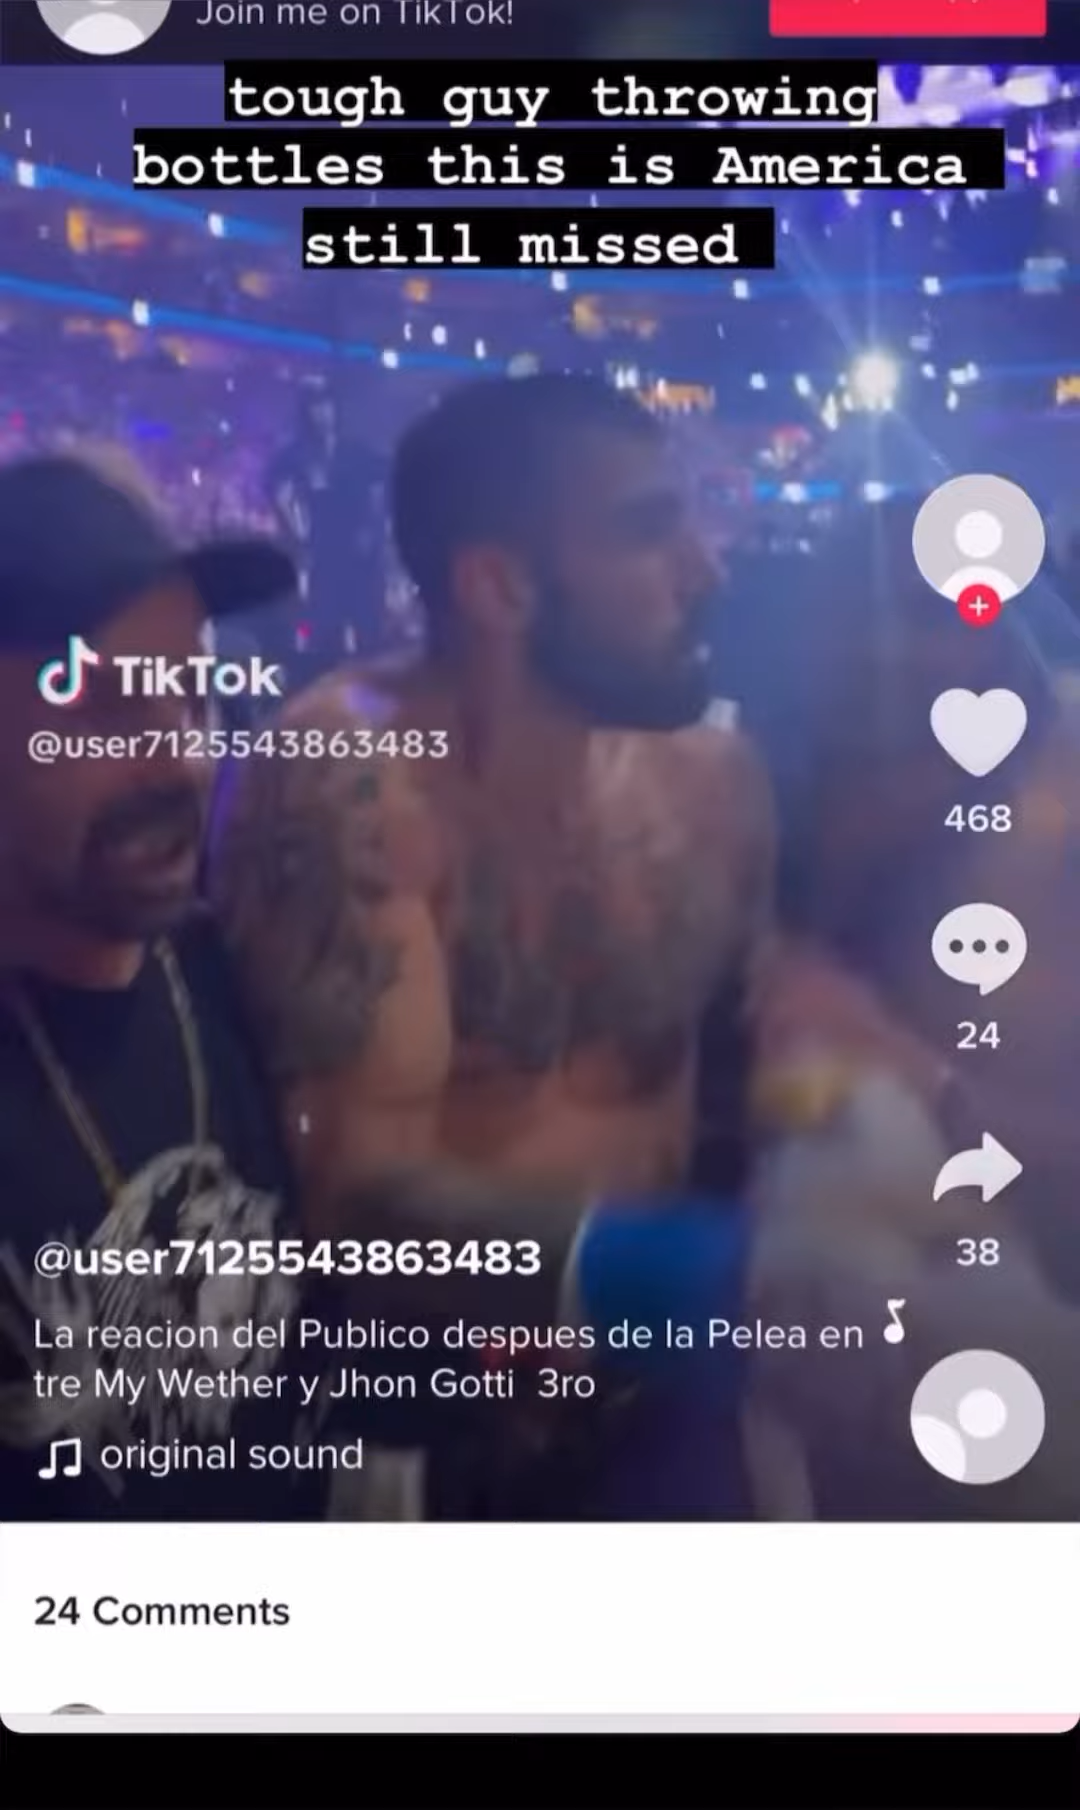 Join me on TikTok!
tough guy throwing
bottles this is America
still missed
TikTok
@user7125543863483
468
24
38
@user7125543863483
La reacion del Publico despues de la Pelea en
tre My Wether y Jhon Gotti 3ro
original sound
24 Comments